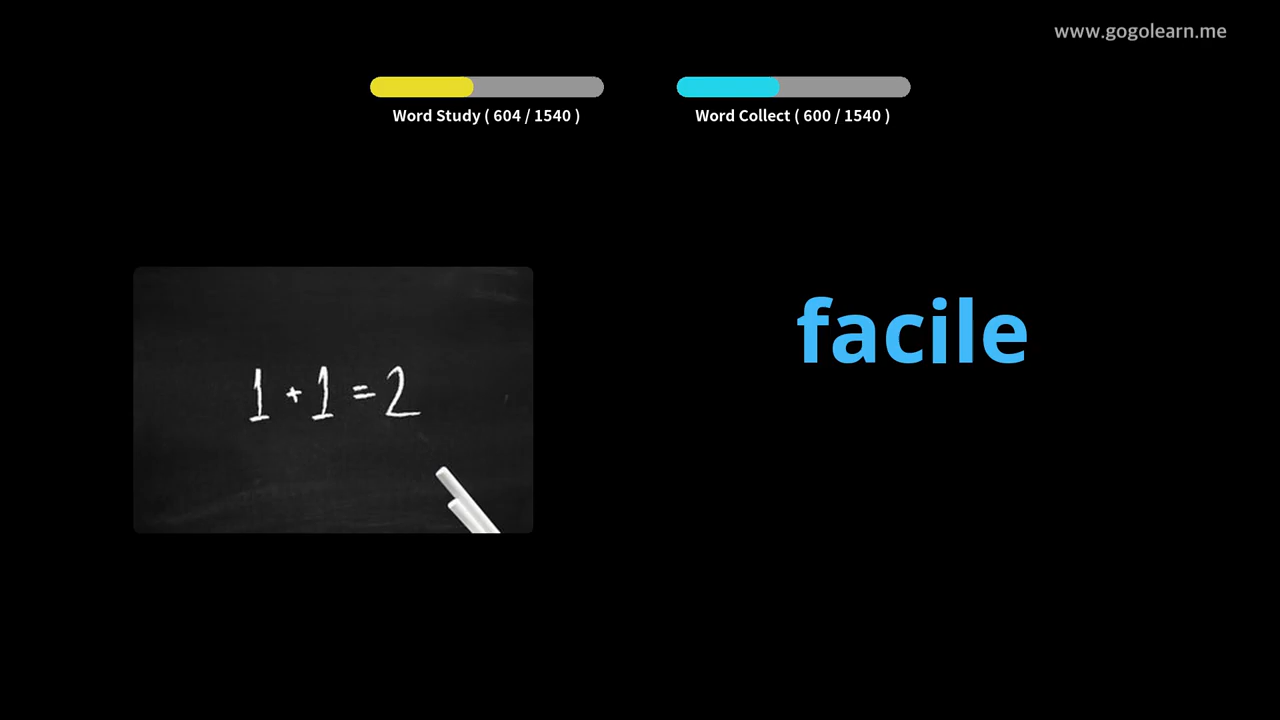 www.gogolearn.me
Word Study ( 604 / 1540 )
Word Collect ( 600 / 1540 )
facile
1 + 1 = 2